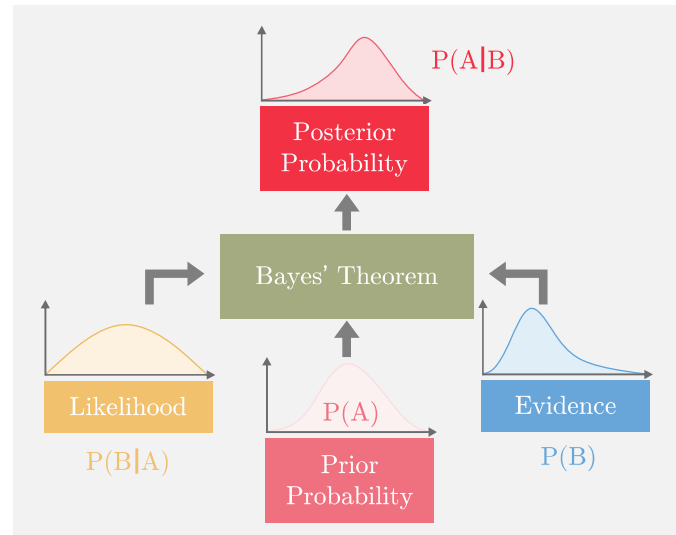 P(A|B)
Posterior
Probability
Bayes' Theorem
Likelihood
P(B|A)
P(A)
Prior
Probability
Evidence
P(B)